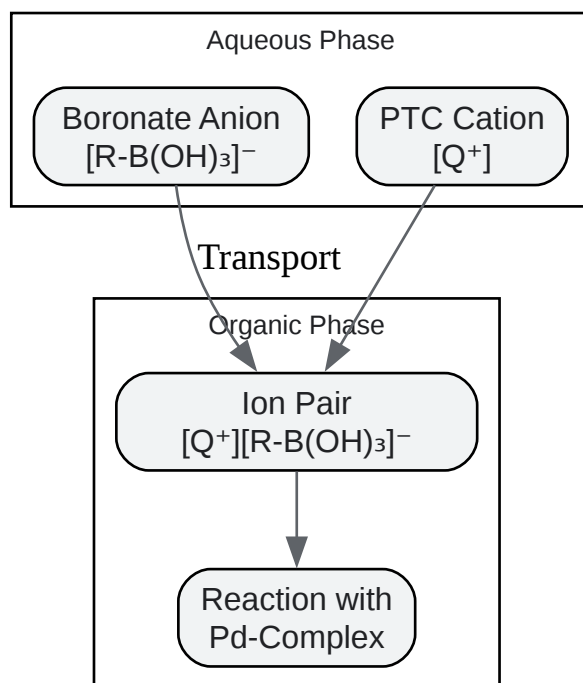 Aqueous Phase
Boronate Anion
[R-B(OH)₃]⁻
PTC Cation
[Q⁺]
Transport
Organic Phase
Ion Pair
[Q⁺][R-B(OH)₃]⁻
Reaction with
Pd-Complex